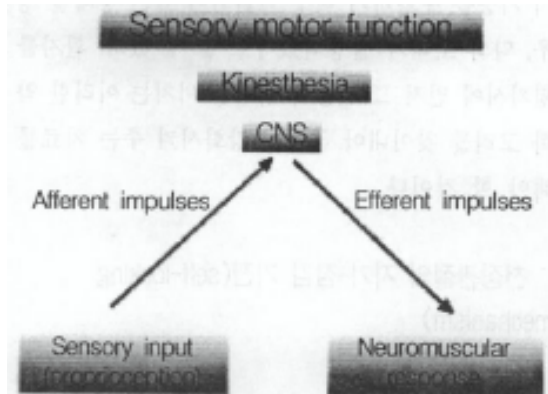 Sensory motor function
Kinesthesia
CNS
Afferent impulses
Efferent impulses
Sensory input
(proprioception)
Neuromuscular
response